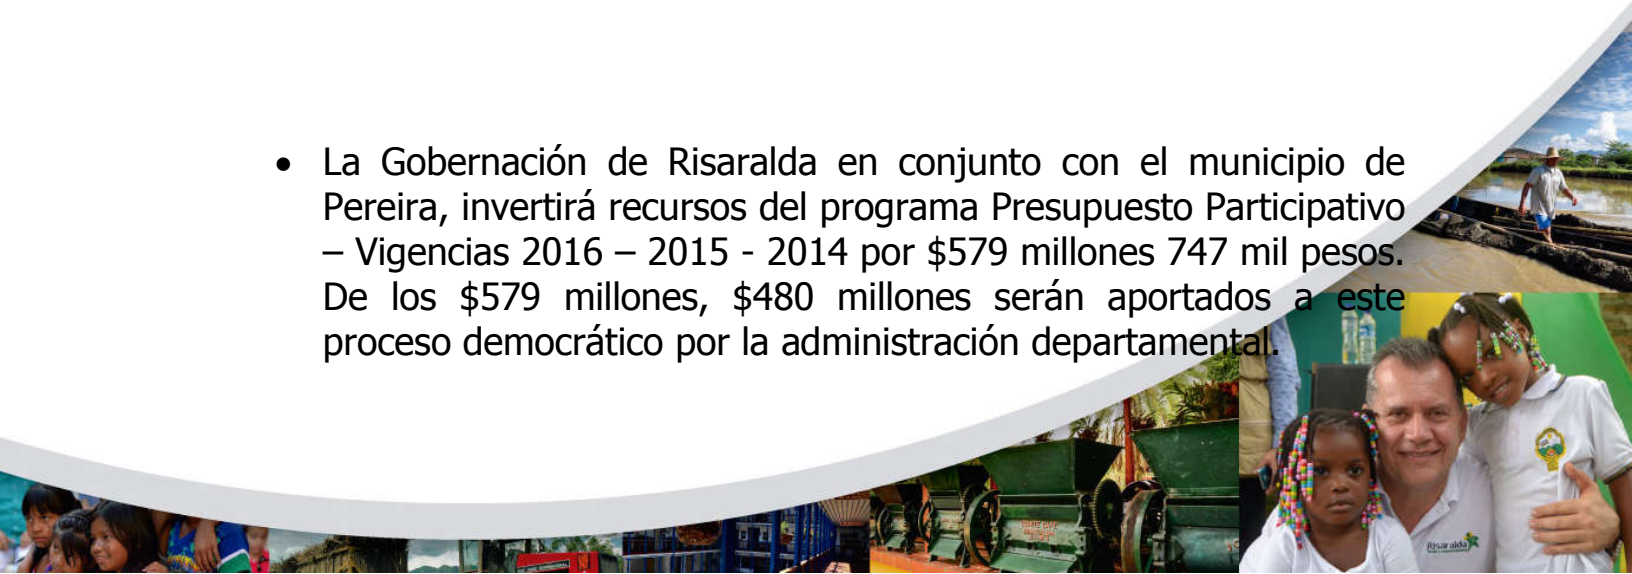 • La Gobernación de Risaralda en conjunto con el municipio de
Pereira, invertirá recursos del programa Presupuesto Participativo
– Vigencias 2016 – 2015 - 2014 por $579 millones 747 mil pesos.
De los $579 millones, $480 millones serán aportados a este
proceso democrático por la administración departamental.
Risaralda